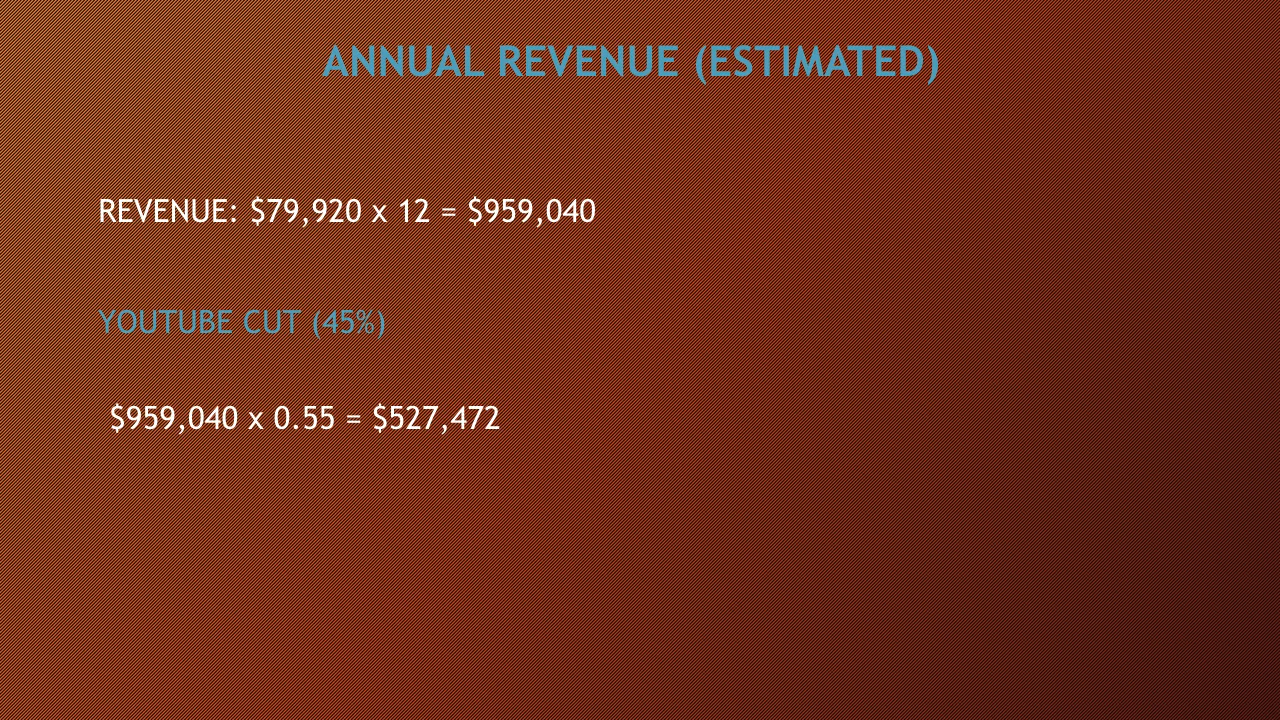 ANNUAL REVENUE (ESTIMATED)
REVENUE: $79,920 x 12 = $959,040
YOUTUBE CUT (45%)
$959,040 x 0.55 = $527,472